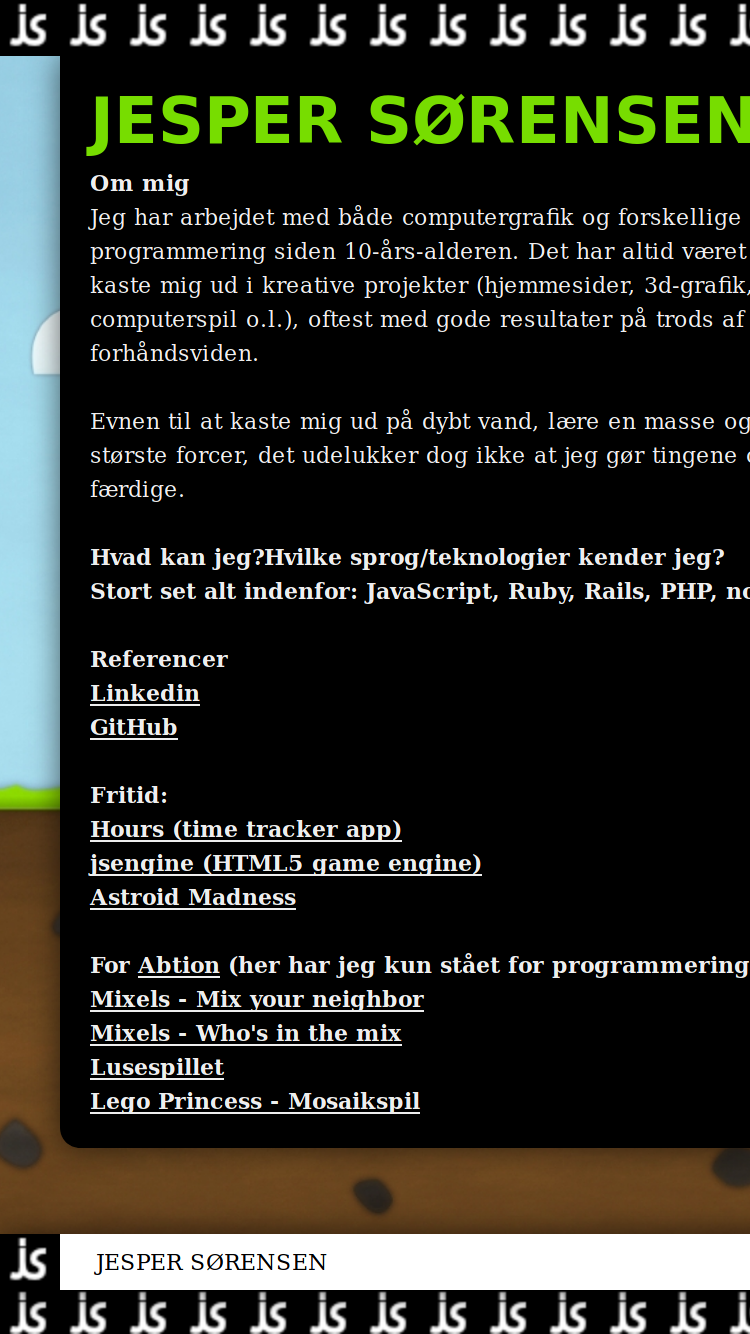 js js js js js js js js js js js js js
JESPER SØRENSEN
Om mig
Jeg har arbejdet med både computergrafik og forskellige
programmering siden 10-års-alderen. Det har altid været
kaste mig ud i kreative projekter (hjemmesider, 3d-grafik,
computerspil o.l.), oftest med gode resultater på trods af
forhåndsviden.
Evnen til at kaste mig ud på dybt vand, lære en masse og
største forcer, det udelukker dog ikke at jeg gør tingene
færdige.
Hvad kan jeg?Hvilke sprog/teknologier kender jeg?
Stort set alt indenfor: JavaScript, Ruby, Rails, PHP,
Referencer
Linkedin
GitHub
Fritid:
Hours (time tracker app)
jsengine (HTML5 game engine)
Astroid Madness
For Abtion (her har jeg kun stået for programmering
Mixels - Mix your neighbor
Mixels - Who's in the mix
Lusespillet
Lego Princess - Mosaikspil
js JESPER SØRENSEN
js js js js js js js js js js js js js